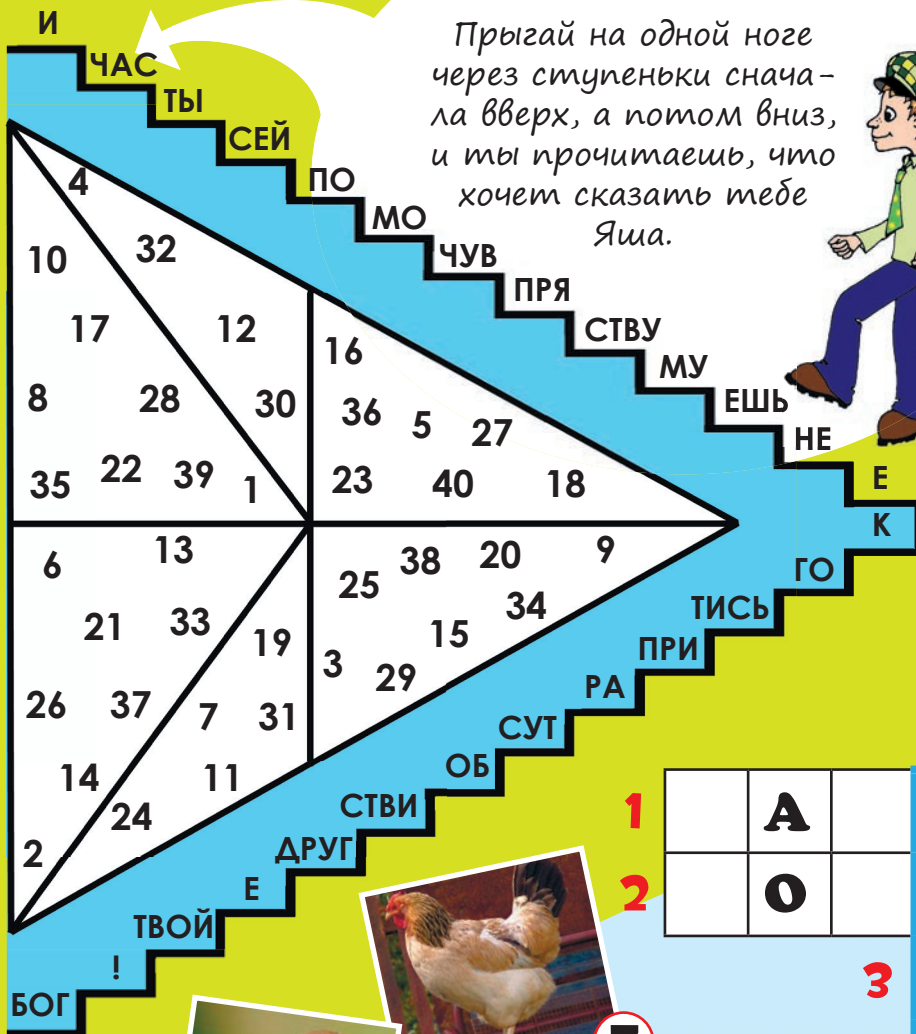 И
ЧАС
ТЫ
СЕЙ
ПО
МО
ЧУВ
ПРЯ
СТВУ
МУ
ЕШЬ
НЕ
Е
К
ГО
ТИСЬ
ПРИ
РА
СУТ
ОБ
СТВИ
ДРУГ
Е
ТВОЙ
!
БОГ
Прыгай на одной ноге
через ступеньки снача-
ла вверх, а потом вниз,
и ты прочитаешь, что
хочет сказать тебе
Яша.
4
10 32
17 12
16
8 28 30 36 5 27
35 22 39 1 23 40 18
6 13 25 38 20 9
21 33 19 3 29 15 34
26 37 7 31
14 24 11
2
1 А
2 О
3